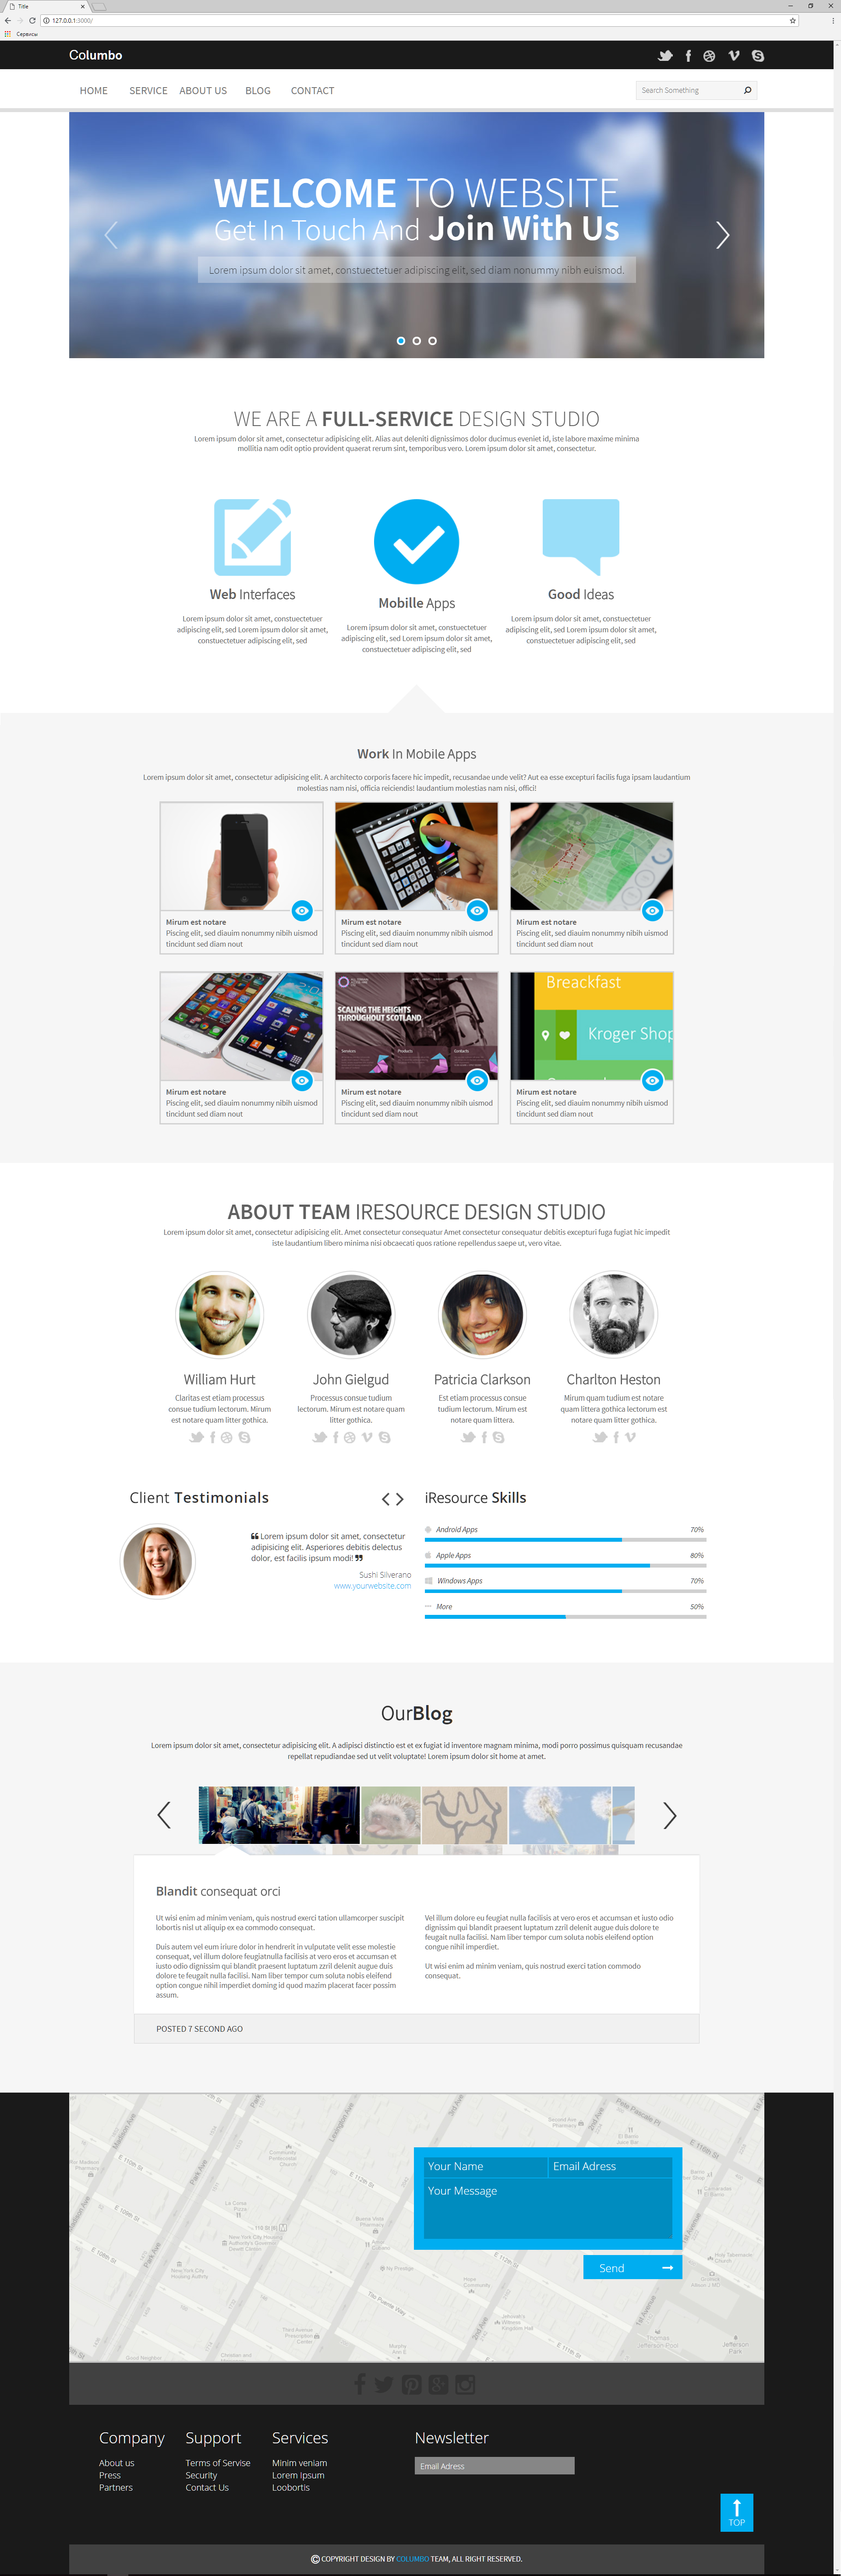 Title
127.0.0.1:3000/
Сервисы
Columbo
HOME SERVICE ABOUT US BLOG CONTACT
Search Something
WELCOME TO WEBSITE
Get In Touch And Join With Us
Lorem ipsum dolor sit amet, constuectetuer adipiscing elit, sed diam nonummy nibh euismod.
WE ARE A FULL-SERVICE DESIGN STUDIO
Lorem ipsum dolor sit amet, consectetur adipisicing elit. Alias aut deleniti dignissimos dolor ducimus eveniet id, iste labore maxime minima
mollitia nam odit optio provident quaerat rerum sint, temporibus vero. Lorem ipsum dolor sit amet, consectetur.
Web Interfaces
Lorem ipsum dolor sit amet, constuectetuer
adipiscing elit, sed Lorem ipsum dolor sit amet,
constuectetuer adipiscing elit, sed
Mobille Apps
Lorem ipsum dolor sit amet, constuectetuer
adipiscing elit, sed Lorem ipsum dolor sit amet,
constuectetuer adipiscing elit, sed
Good Ideas
Lorem ipsum dolor sit amet, constuectetuer
adipiscing elit, sed Lorem ipsum dolor sit amet,
constuectetuer adipiscing elit, sed
Work In Mobile Apps
Lorem ipsum dolor sit amet, consectetur adipisicing elit. A architecto corporis facere hic impedit, recusandae unde velit? Aut ea esse excepturi facilis fuga ipsam laudantium
molestias nam nisi, officia reiciendis! laudantium molestias nam nisi, offici!
Mirum est notare
Piscing elit, sed diauim nonummy nibih uismod
tincidunt sed diam nout
Mirum est notare
Piscing elit, sed diauim nonummy nibih uismod
tincidunt sed diam nout
Mirum est notare
Piscing elit, sed diauim nonummy nibih uismod
tincidunt sed diam nout
SCALING THE HEIGHTS
THROUGHOUT SCOTLAND
Services Products Contacts
Breackfast
Kroger Shop
Mirum est notare
Piscing elit, sed diauim nonummy nibih uismod
tincidunt sed diam nout
Mirum est notare
Piscing elit, sed diauim nonummy nibih uismod
tincidunt sed diam nout
Mirum est notare
Piscing elit, sed diauim nonummy nibih uismod
tincidunt sed diam nout
ABOUT TEAM IRESOURCE DESIGN STUDIO
Lorem ipsum dolor sit amet, consectetur adipisicing elit. Amet consectetur consequatur Amet consectetur consequatur debitis excepturi fuga fugiat hic impedit
iste laudantium libero minima nisi obcaecati quos ratione repellendus saepe ut, vero vitae.
William Hurt
Claritas est etiam processus
consue tudium lectorum. Mirum
est notare quam litter gothica.
John Gielgud
Processus consue tudium
lectorum. Mirum est notare quam
litter gothica.
Patricia Clarkson
Est etiam processus consue
tudium lectorum. Mirum est
notare quam littera.
Charlton Heston
Mirum quam tudium est notare
quam littera gothica lectorum est
notare quam litter gothica.
Client Testimonials
Lorem ipsum dolor sit amet, consectetur
adipisicing elit. Asperiores debitis delectus
dolor, est facilis ipsum modi!
Sushi Silverano
www.yourwebsite.com
iResource Skills
Android Apps 70%
Apple Apps 80%
Windows Apps 70%
More 50%
OurBlog
Lorem ipsum dolor sit amet, consectetur adipisicing elit. A adipisci distinctio est et ex fugiat id inventore magnam minima, modi porro possimus quisquam recusandae
repellat repudiandae sed ut velit voluptate! Lorem ipsum dolor sit home at amet.
Blandit consequat orci
Ut wisi enim ad minim veniam, quis nostrud exerci tation ullamcorper suscipit
lobortis nisl ut aliquip ex ea commodo consequat.
Duis autem vel eum iriure dolor in hendrerit in vulputate velit esse molestie
consequat, vel illum dolore feugiatnulla facilisis at vero eros et accumsan et
iusto odio dignissim qui blandit praesent luptatum zzril delenit augue duis
dolore te feugait nulla facilisi. Nam liber tempor cum soluta nobis eleifend
option congue nihil imperdiet doming id quod mazim placerat facer possim
assum.
Vel illum dolore eu feugiat nulla facilisis at vero eros et accumsan et iusto odio
dignissim qui blandit praesent luptatum zzril delenit augue duis dolore te
feugait nulla facilisi. Nam liber tempor cum soluta nobis eleifend option
congue nihil imperdiet.
Ut wisi enim ad minim veniam, quis nostrud exerci tation commodo
consequat.
POSTED 7 SECOND AGO
Your Name Email Adress
Your Message
Send
Company
About us
Press
Partners
Support
Terms of Servise
Security
Contact Us
Services
Minim veniam
Lorem Ipsum
Loobortis
Newsletter
Email Adress
TOP
© COPYRIGHT DESIGN BY COLUMBO TEAM, ALL RIGHT RESERVED.